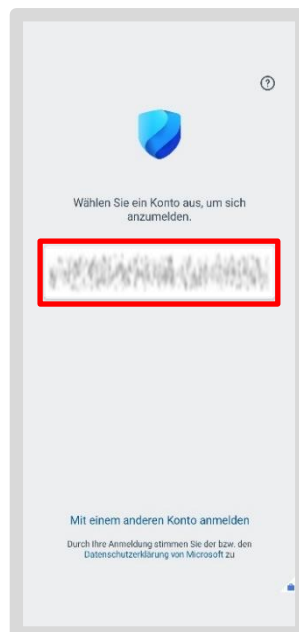 Wählen Sie ein Konto aus, um sich
anzumelden.
Mit einem anderen Konto anmelden
Durch Ihre Anmeldung stimmen Sie der bzw. den
Datenschutzerklärung von Microsoft zu